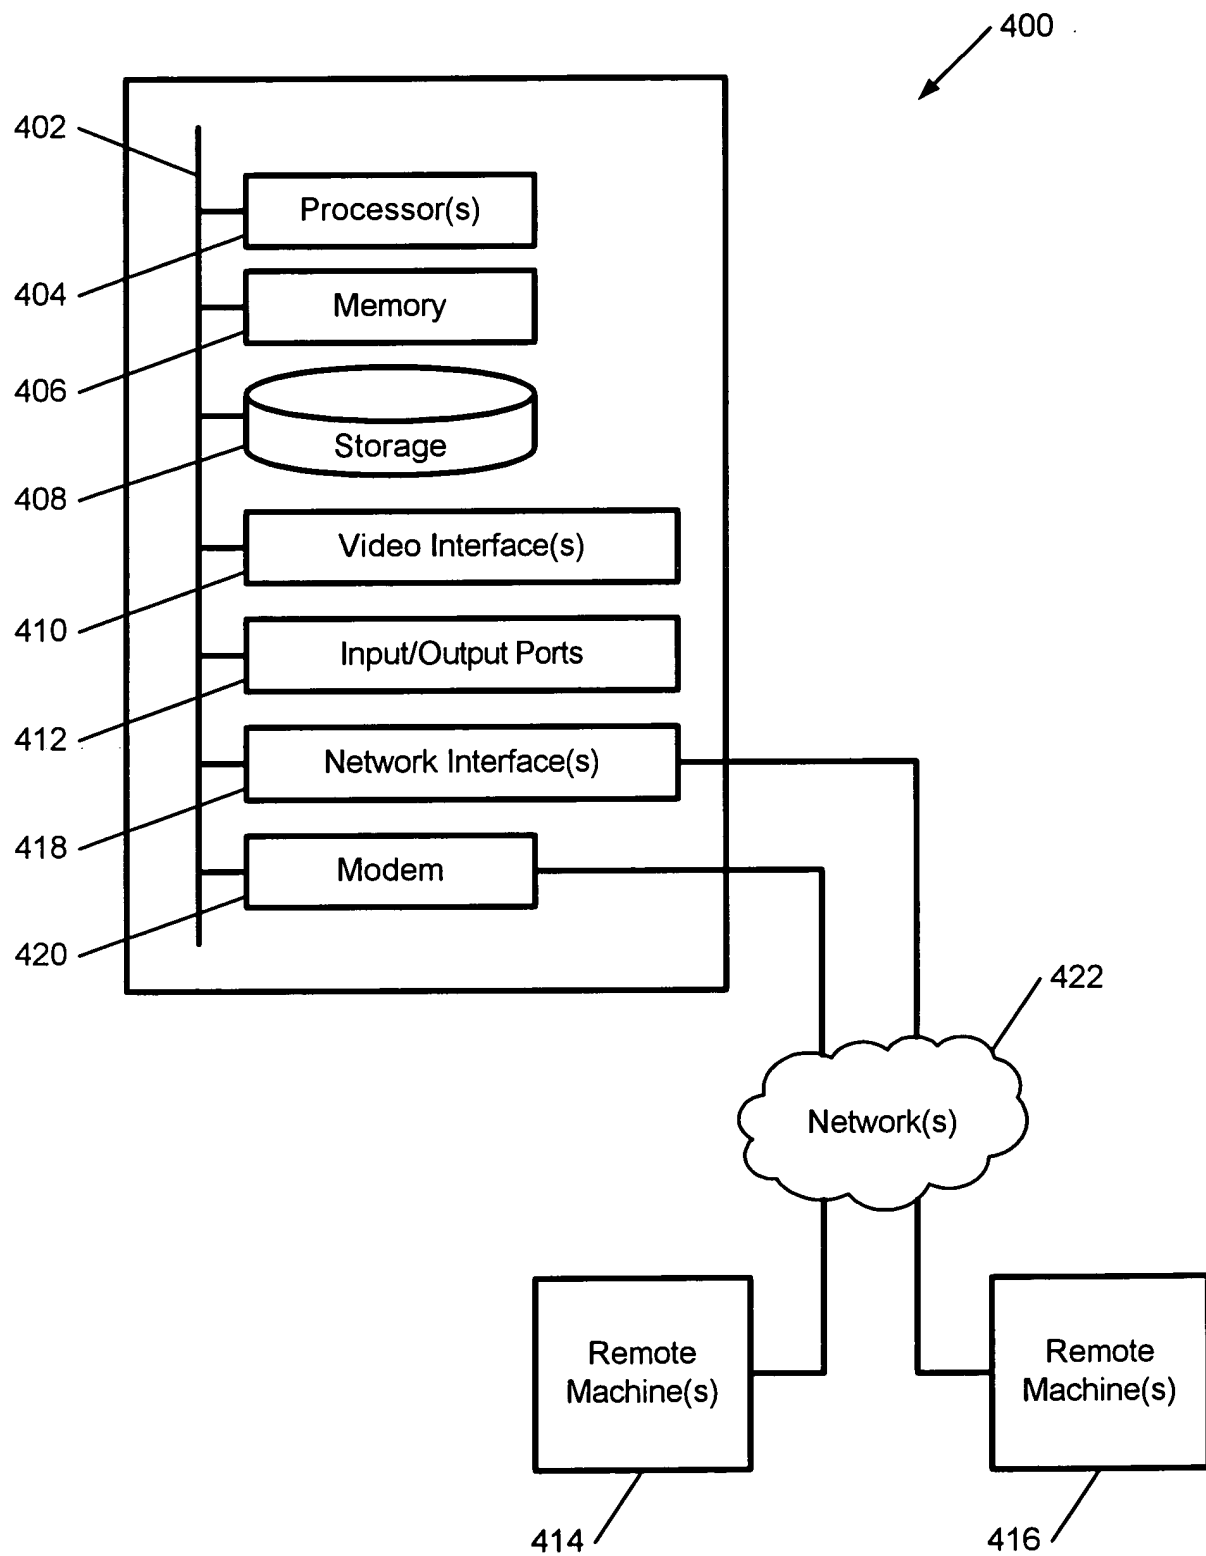 400
402
Processor(s)
404
Memory
406
Storage
408
Video Interface(s)
410
Input/Output Ports
412
Network Interface(s)
418
Modem
420
422
Network(s)
Remote
Machine(s)
Remote
Machine(s)
414
416